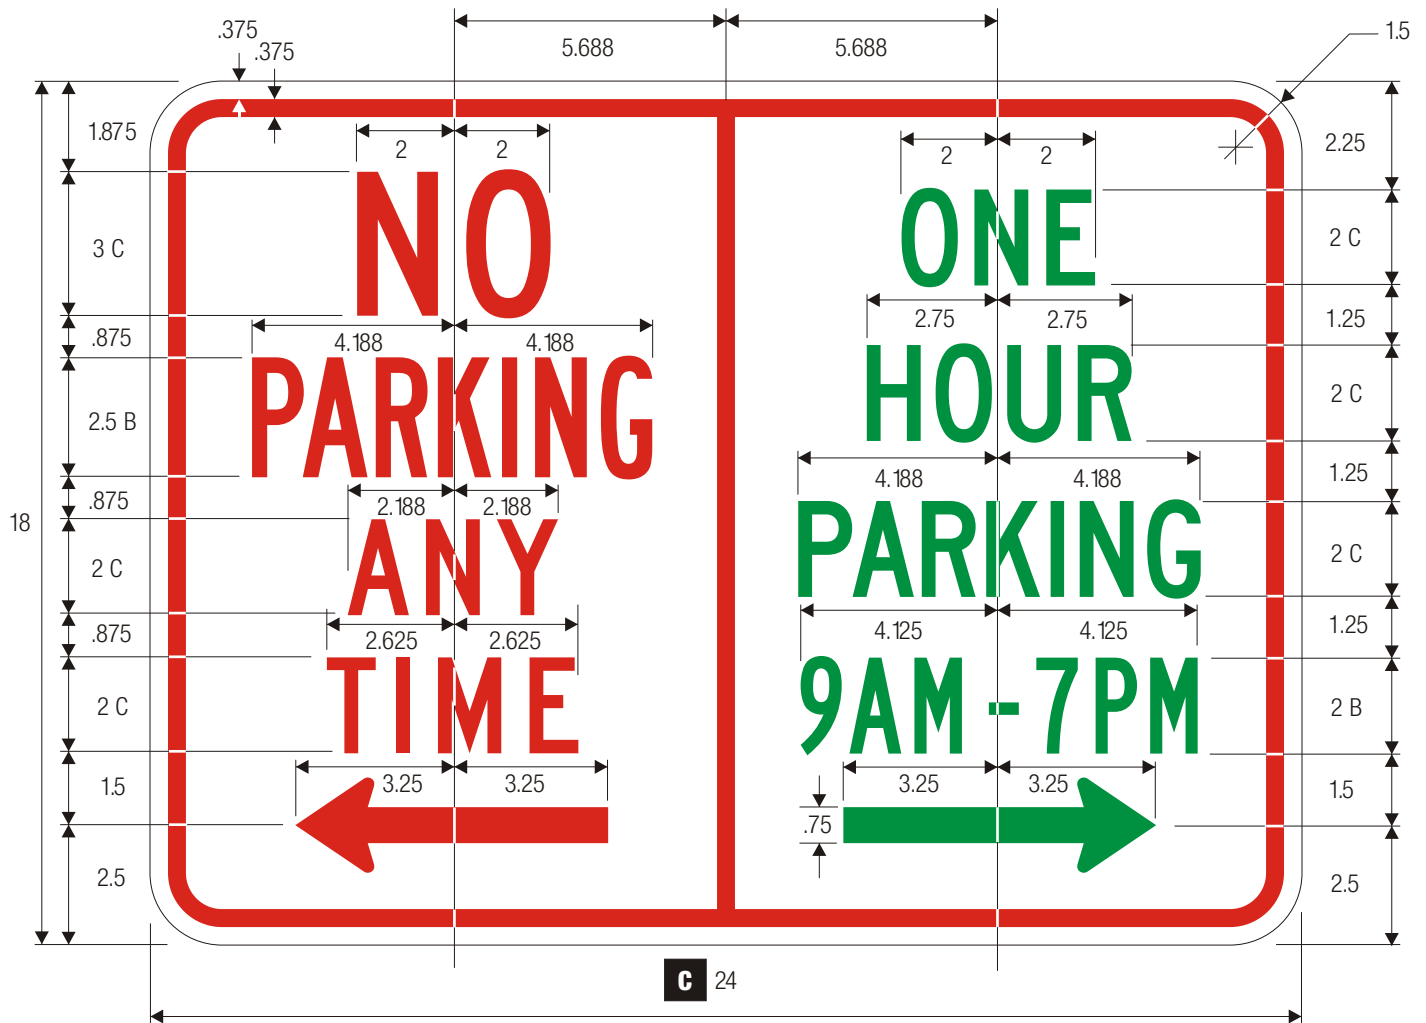 .375
.375
5.688
5.688
1.5
1.875
2
2
2
2
2.25
NO
ONE
3 C
2 C
.875
4.188
4.188
2.75
2.75
1.25
PARKING
HOUR
2.5 B
2 C
.875
2.188
2.188
4.188
4.188
1.25
18
ANY
PARKING
2 C
2 C
.875
2.625
2.625
4.125
4.125
1.25
TIME
9AM-7PM
2 C
2 B
1.5
3.25
3.25
3.25
3.25
1.5
.75
2.5
2.5
C 24